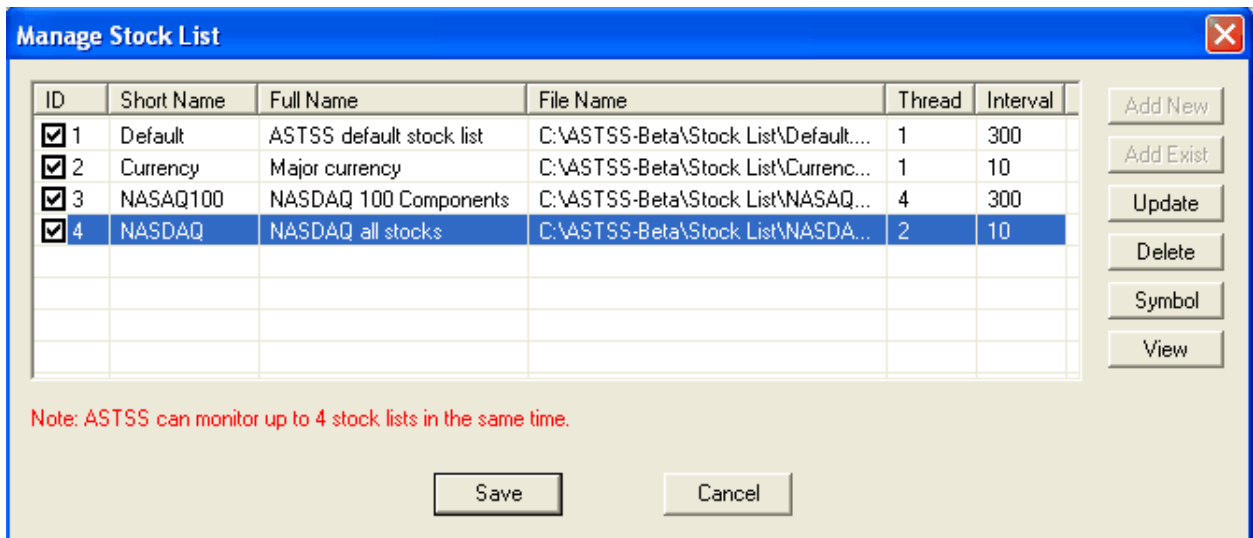 Manage Stock List
ID Short Name Full Name File Name Thread Interval
1 Default ASTSS default stock list C:\ASTSS-Beta\Stock List\Default.... 1 300
2 Currency Major currency C:\ASTSS-Beta\Stock List\Currenc... 1 10
3 NASAQ100 NASDAQ 100 Components C:\ASTSS-Beta\Stock List\NASAQ... 4 300
4 NASDAQ NASDAQ all stocks C:\ASTSS-Beta\Stock List\NASDA... 2 10
Add New
Add Exist
Update
Delete
Symbol
View
Note: ASTSS can monitor up to 4 stock lists in the same time.
Save Cancel